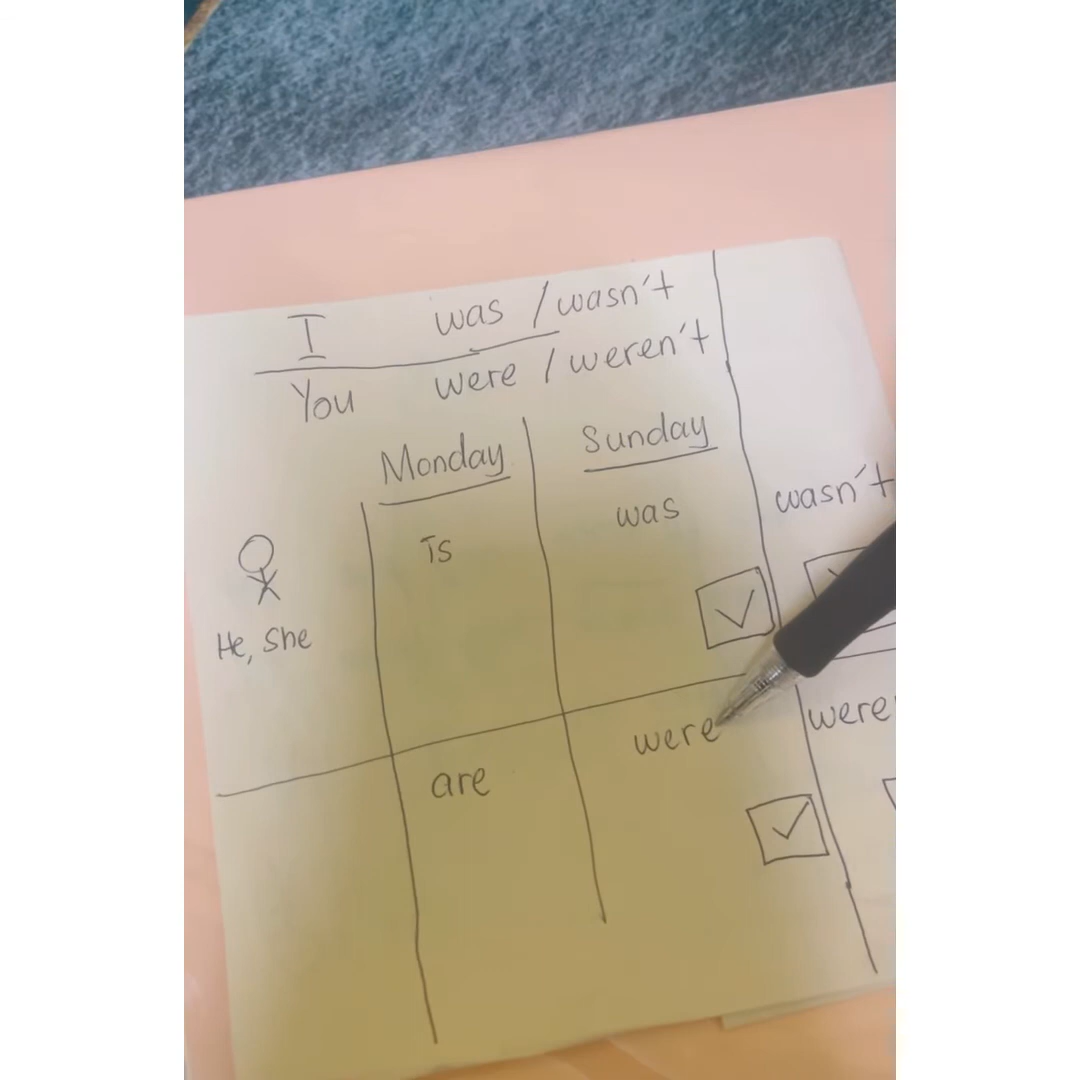 I was / wasn't
You were / weren't
Monday Sunday
is was wasn't
He, She
are were were